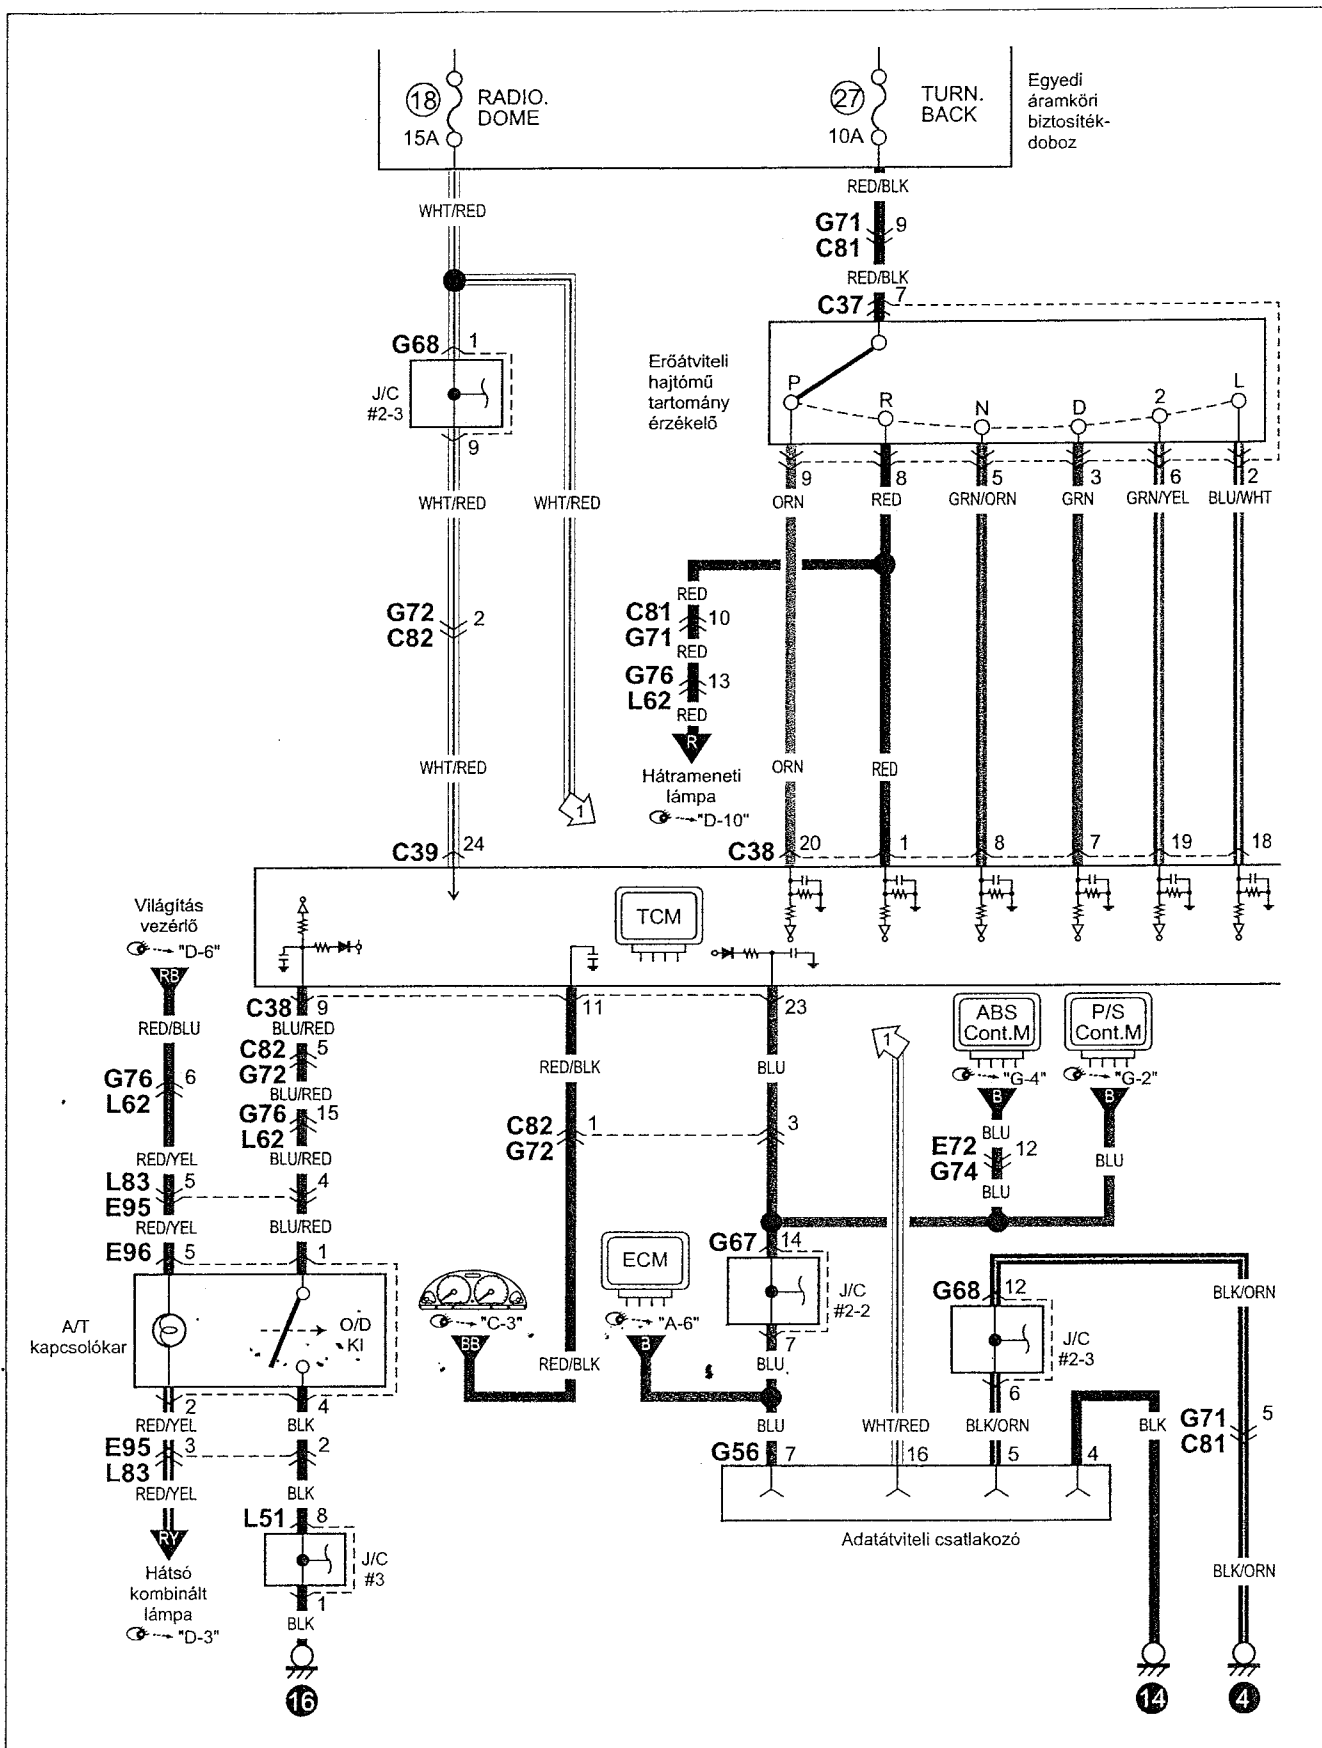 18
RADIO.
DOME
15A
27
TURN.
BACK
10A
Egyedi
áramköri
biztosíték-
doboz
WHT/RED
RED/BLK
G71
C81
9
RED/BLK
C37
7
G68
1
J/C
#2-3
9
Erőátviteli
hajtómű
tartomány
érzékelő
P
R
N
D
2
L
9
8
5
3
6
2
WHT/RED
WHT/RED
ORN
RED
GRN/ORN
GRN
GRN/YEL
BLU/WHT
G72
C82
2
RED
C81
G71
10
RED
G76
L62
13
RED
R
Hátrameneti
lámpa
"D-10"
WHT/RED
ORN
RED
1
C39
24
C38
20
1
8
7
19
18
TCM
Világítás
vezérlő
"D-6"
RB
RED/BLU
G76
L62
6
RED/YEL
L83
E95
5
RED/YEL
E96
5
C38
9
BLU/RED
C82
G72
5
BLU/RED
G76
L62
15
BLU/RED
4
BLU/RED
1
11
23
RED/BLK
BLU
C82
G72
1
3
1
ABS
Cont.M
"G-4"
B
BLU
E72
G74
12
BLU
P/S
Cont.M
"G-2"
B
BLU
A/T
kapcsolókar
O/D
KI
"C-3"
BB
RED/BLK
ECM
"A-6"
B
G67
14
J/C
#2-2
7
BLU
BLU
G68
12
J/C
#2-3
6
BLK/ORN
BLK/ORN
G71
C81
5
2
4
RED/YEL
BLK
E95
L83
3
2
RED/YEL
BLK
RY
Hátsó
kombinált
lámpa
"D-3"
L51
8
J/C
#3
1
BLK
16
WHT/RED
BLK
G56
7
16
5
4
Adatátviteli csatlakozó
BLK/ORN
14
4